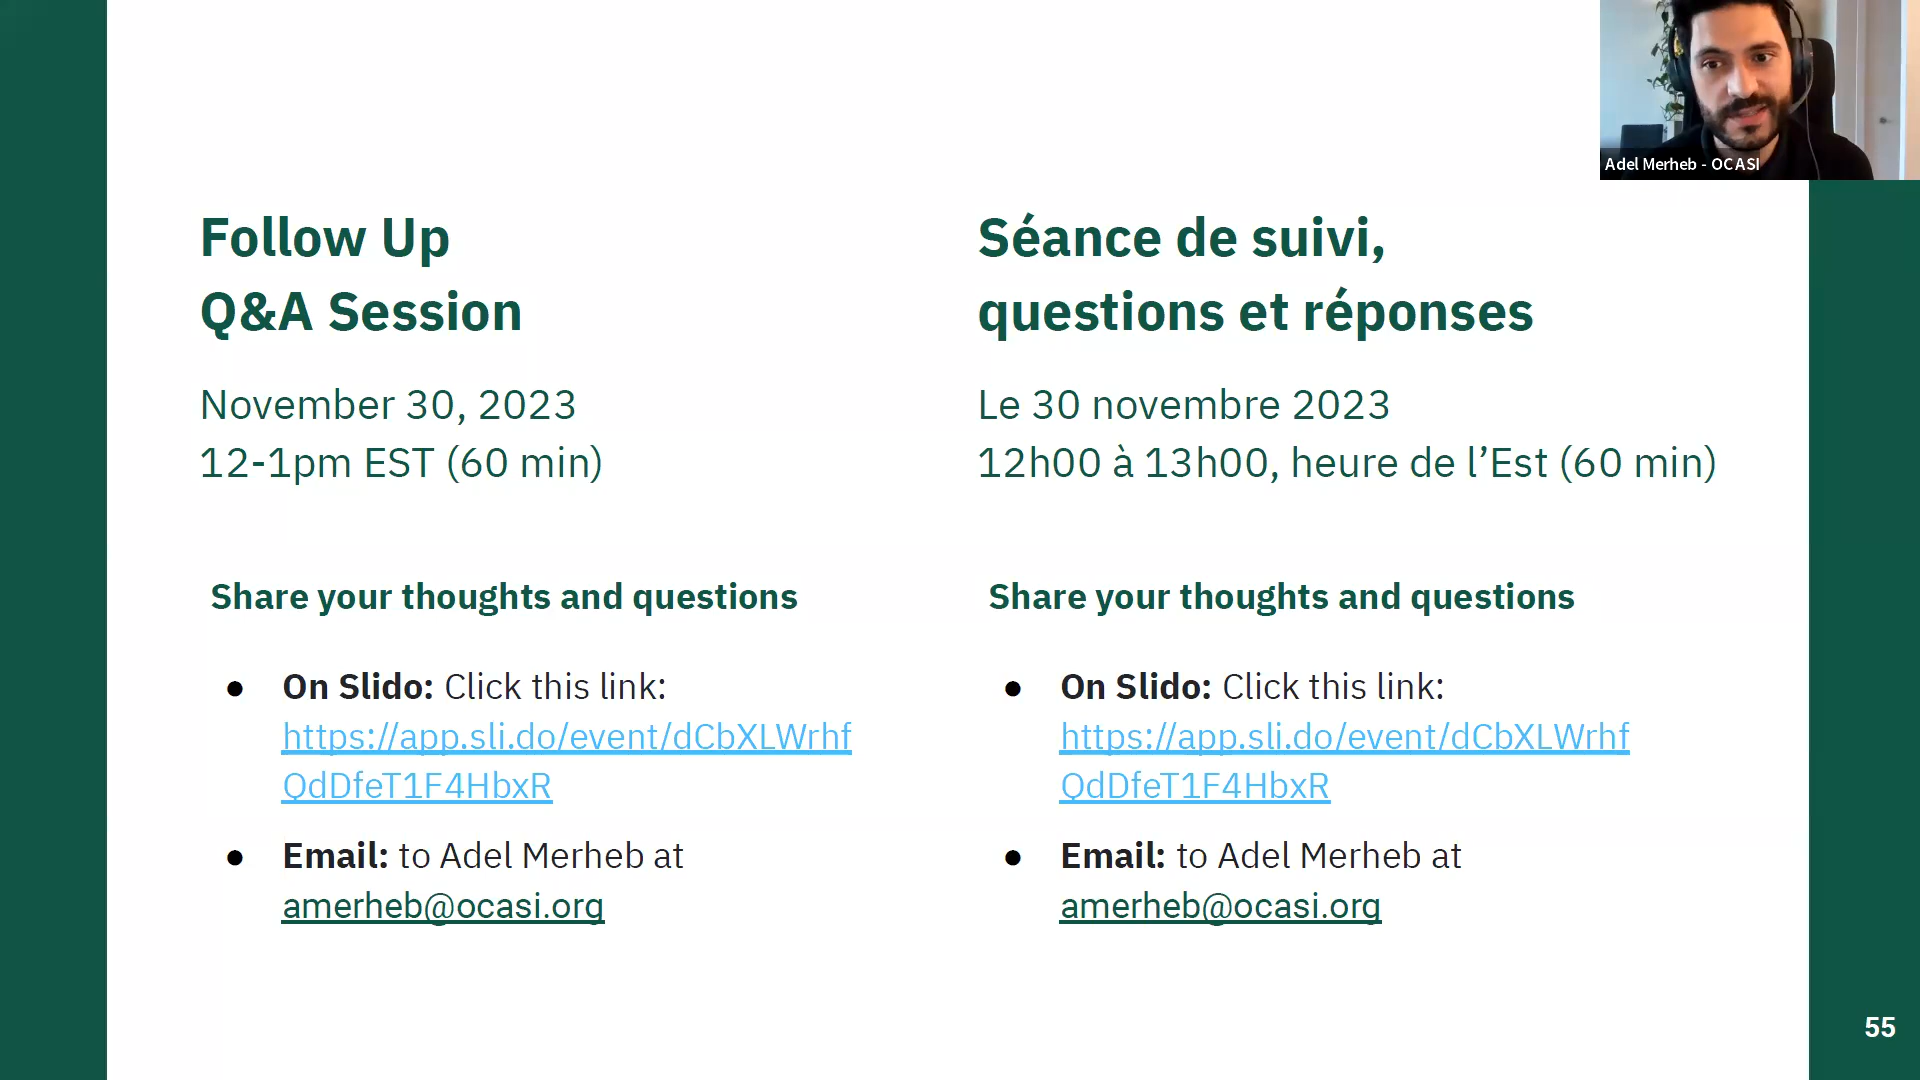 Adel Merheb - OCASI
Follow Up
Q&A Session
November 30, 2023
12-1pm EST (60 min)
Share your thoughts and questions
● On Slido: Click this link:
https://app.sli.do/event/dCbXLWrhf
QdDfeT1F4HbxR
● Email: to Adel Merheb at
amerheb@ocasi.org
Séance de suivi,
questions et réponses
Le 30 novembre 2023
12h00 à 13h00, heure de l’Est (60 min)
Share your thoughts and questions
● On Slido: Click this link:
https://app.sli.do/event/dCbXLWrhf
QdDfeT1F4HbxR
● Email: to Adel Merheb at
amerheb@ocasi.org
55